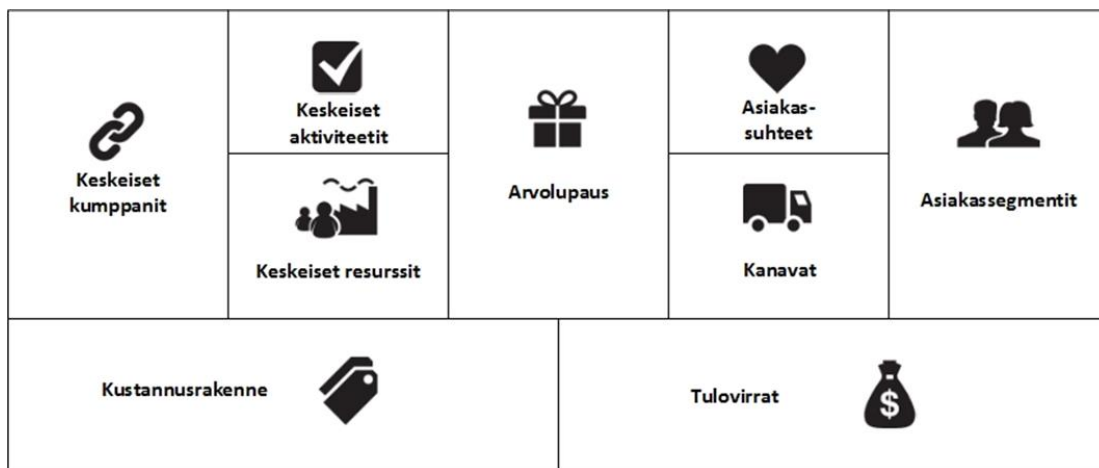 Keskeiset
kumppanit
Keskeiset
aktiviteetit
Keskeiset resurssit
Arvolupaus
Asiakas-
suhteet
Kanavat
Asiakassegmentit
Kustannusrakenne
Tulovirrat
$